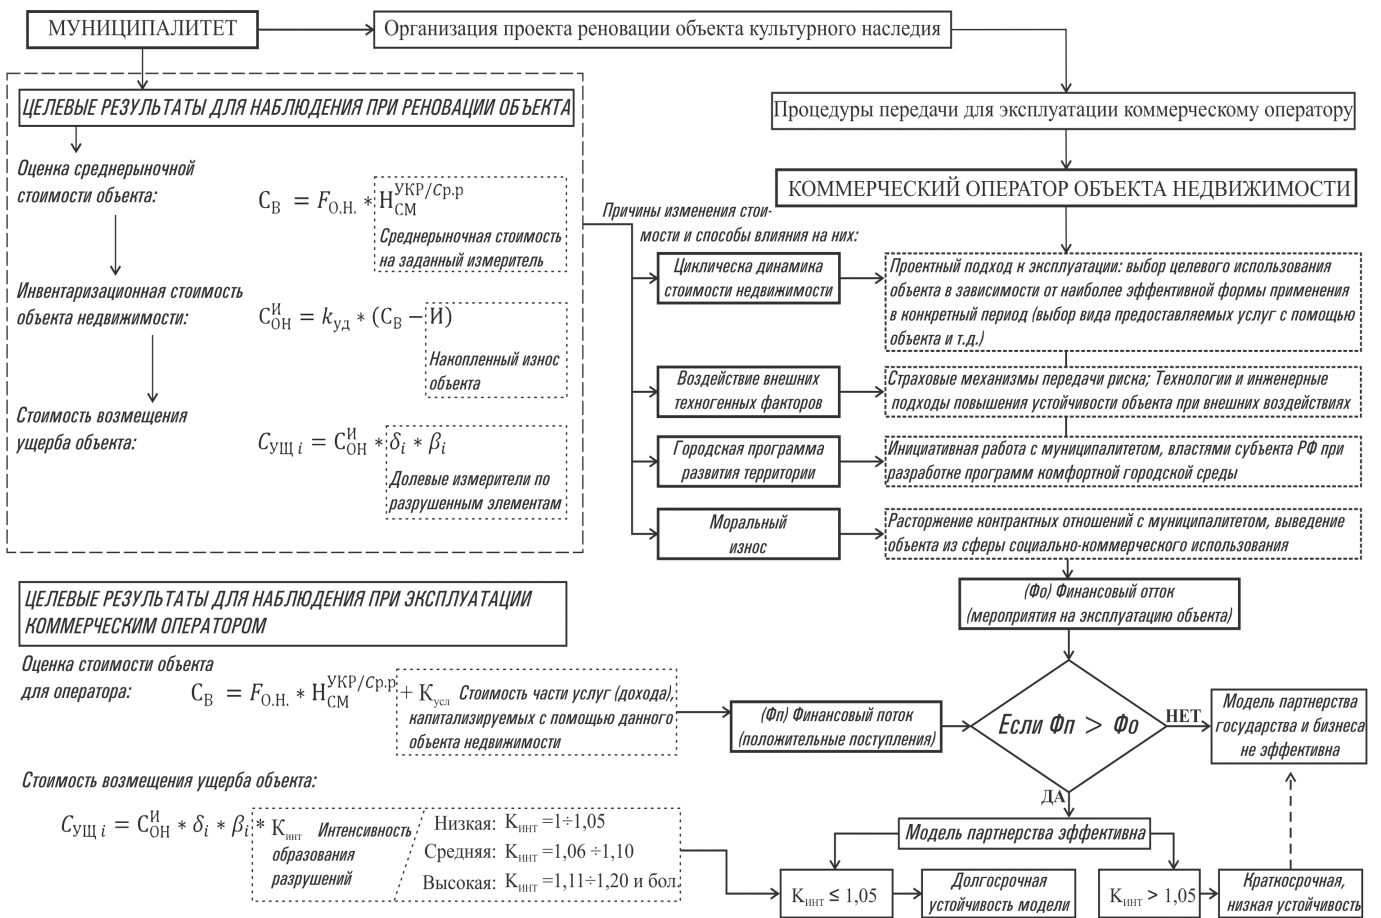 МУНИЦИПАЛИТЕТ
Организация проекта реновации объекта культурного наследия
ЦЕЛЕВЫЕ РЕЗУЛЬТАТЫ ДЛЯ НАБЛЮДЕНИЯ ПРИ РЕНОВАЦИИ ОБЪЕКТА
Оценка среднерыночной
стоимости объекта:
С_В = F_О.Н. * Н_СМ^УКР/Ср.р
Среднерыночная стоимость
на заданный измеритель
Инвентаризационная стоимость
объекта недвижимости:
С_ОН^И = k_уд * (С_В − И)
Накопленный износ
объекта
Стоимость возмещения
ущерба объекта:
C_УЩ i = С_ОН^И * δ_i * β_i
Долевые измерители по
разрушенным элементам
Процедуры передачи для эксплуатации коммерческому оператору
КОММЕРЧЕСКИЙ ОПЕРАТОР ОБЪЕКТА НЕДВИЖИМОСТИ
Причины изменения стои-
мости и способы влияния на них:
Циклическа динамика
стоимости недвижимости
Проектный подход к эксплуатации: выбор целевого использования
объекта в зависимости от наиболее эффективной формы применения
в конкретный период (выбор вида предоставляемых услуг с помощью
объекта и т.д.)
Воздействие внешних
техногенных факторов
Страховые механизмы передачи риска; Технологии и инженерные
подходы повышения устойчивости объекта при внешних воздействиях
Городская программа
развития территории
Инициативная работа с муниципалитетом, властями субъекта РФ при
разработке программ комфортной городской среды
Моральный
износ
Расторжение контрактных отношений с муниципалитетом, выведение
объекта из сферы социально-коммерческого использования
ЦЕЛЕВЫЕ РЕЗУЛЬТАТЫ ДЛЯ НАБЛЮДЕНИЯ ПРИ ЭКСПЛУАТАЦИИ
КОММЕРЧЕСКИМ ОПЕРАТОРОМ
Оценка стоимости объекта
для оператора:
С_В = F_О.Н. * Н_СМ^УКР/Ср.р + К_усл Стоимость части услуг (дохода),
капитализируемых с помощью данного
объекта недвижимости
Стоимость возмещения ущерба объекта:
C_УЩ i = С_ОН^И * δ_i * β_i * К_инт Интенсивность
образования
разрушений
Низкая: К_ИНТ =1÷1,05
Средняя: К_ИНТ =1,06 ÷1,10
Высокая: К_ИНТ =1,11÷1,20 и бол.
(Фо) Финансовый отток
(мероприятия на эксплуатацию объекта)
(Фп) Финансовый поток
(положительные поступления)
Если Фп > Фо
НЕТ
Модель партнерства
государства и бизнеса
не эффективна
ДА
Модель партнерства эффективна
К_ИНТ ≤ 1,05
Долгосрочная
устойчивость модели
К_ИНТ > 1,05
Краткосрочная,
низкая устойчивость